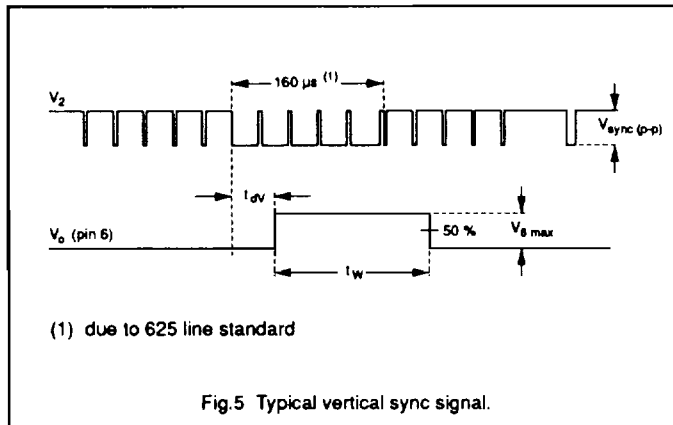 160 µs (1)
V2
Vsync (p-p)
tdV
Vo (pin 6)
50 %
V6 max
tW
(1) due to 625 line standard
Fig.5 Typical vertical sync signal.